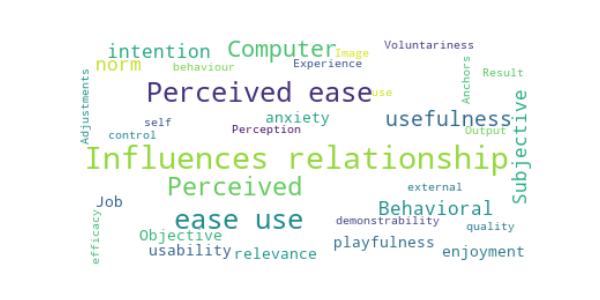 Computer
Voluntariness
intention
Image
norm
behaviour
Experience
Result
Adjustments
Anchors
Perceived ease
use
self
anxiety
usefulness
control
Perception
Output
Subjective
Influences relationship
Perceived
external
Job
Behavioral
efficacy
ease use
demonstrability
quality
Objective
playfulness
usability
relevance
enjoyment